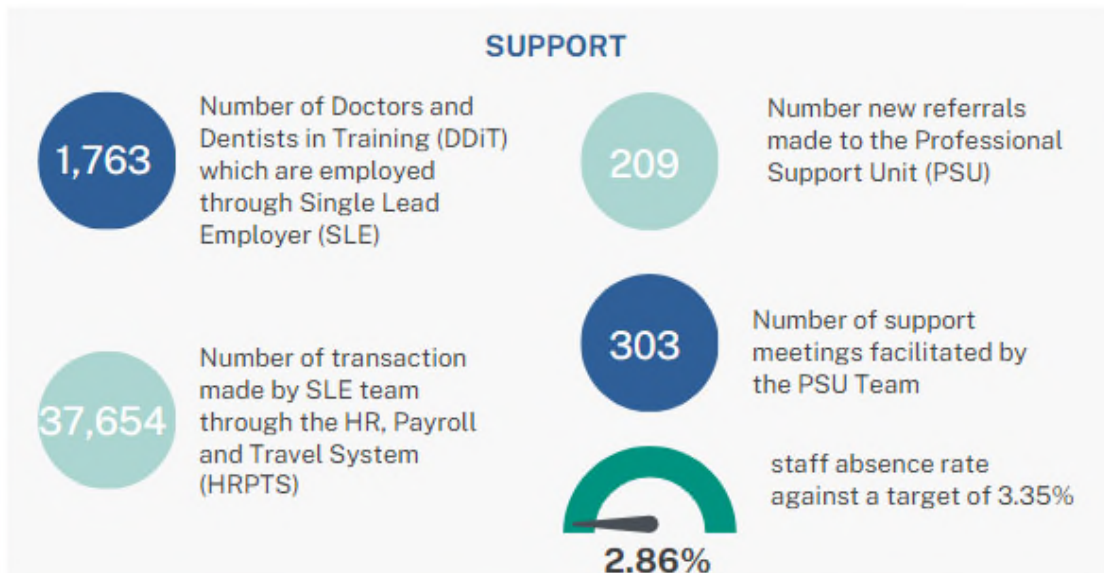 SUPPORT
1,763
Number of Doctors and
Dentists in Training (DDiT)
which are employed
through Single Lead
Employer (SLE)
209
Number new referrals
made to the Professional
Support Unit (PSU)
37,654
Number of transaction
made by SLE team
through the HR, Payroll
and Travel System
(HRPTS)
303
Number of support
meetings facilitated by
the PSU Team
2.86%
staff absence rate
against a target of 3.35%